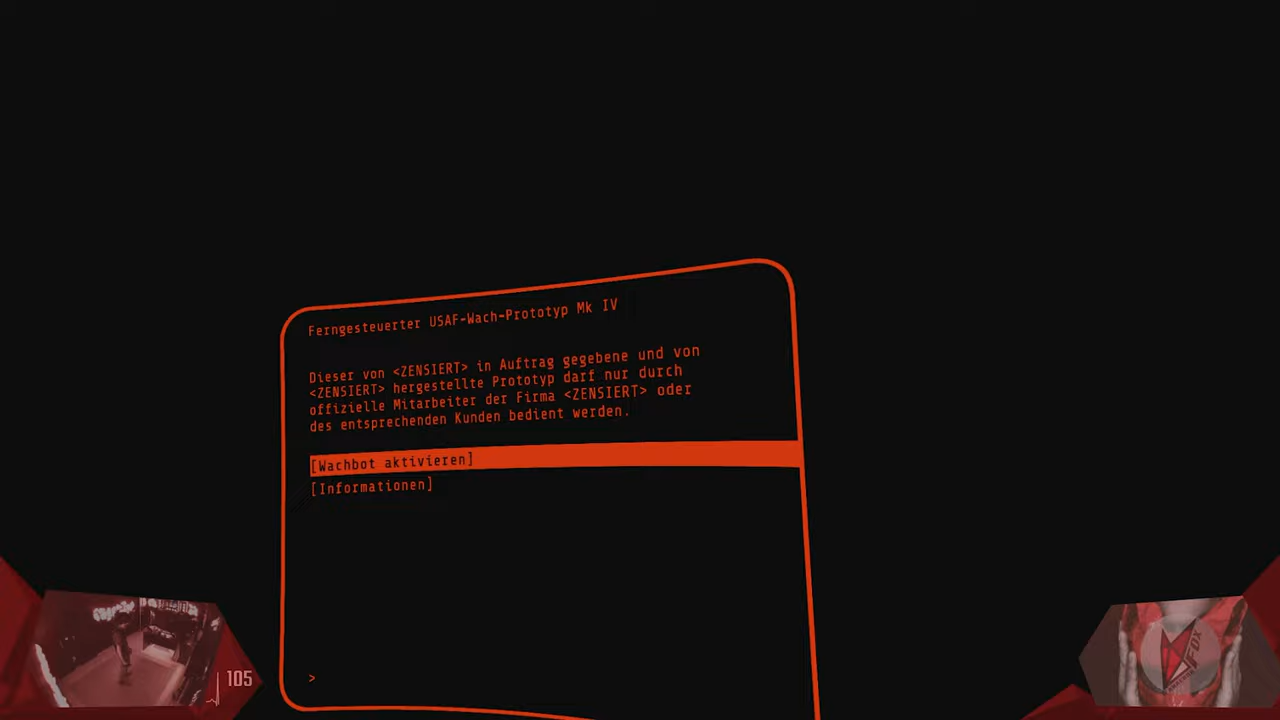 Ferngesteuerter USAF-Wach-Prototyp Mk IV
Dieser von <ZENSIERT> in Auftrag gegebene und von
<ZENSIERT> hergestellte Prototyp darf nur durch
offizielle Mitarbeiter der Firma <ZENSIERT> oder
des entsprechenden Kunden bedient werden.
[Wachbot aktivieren]
[Informationen]
>
105
FOX